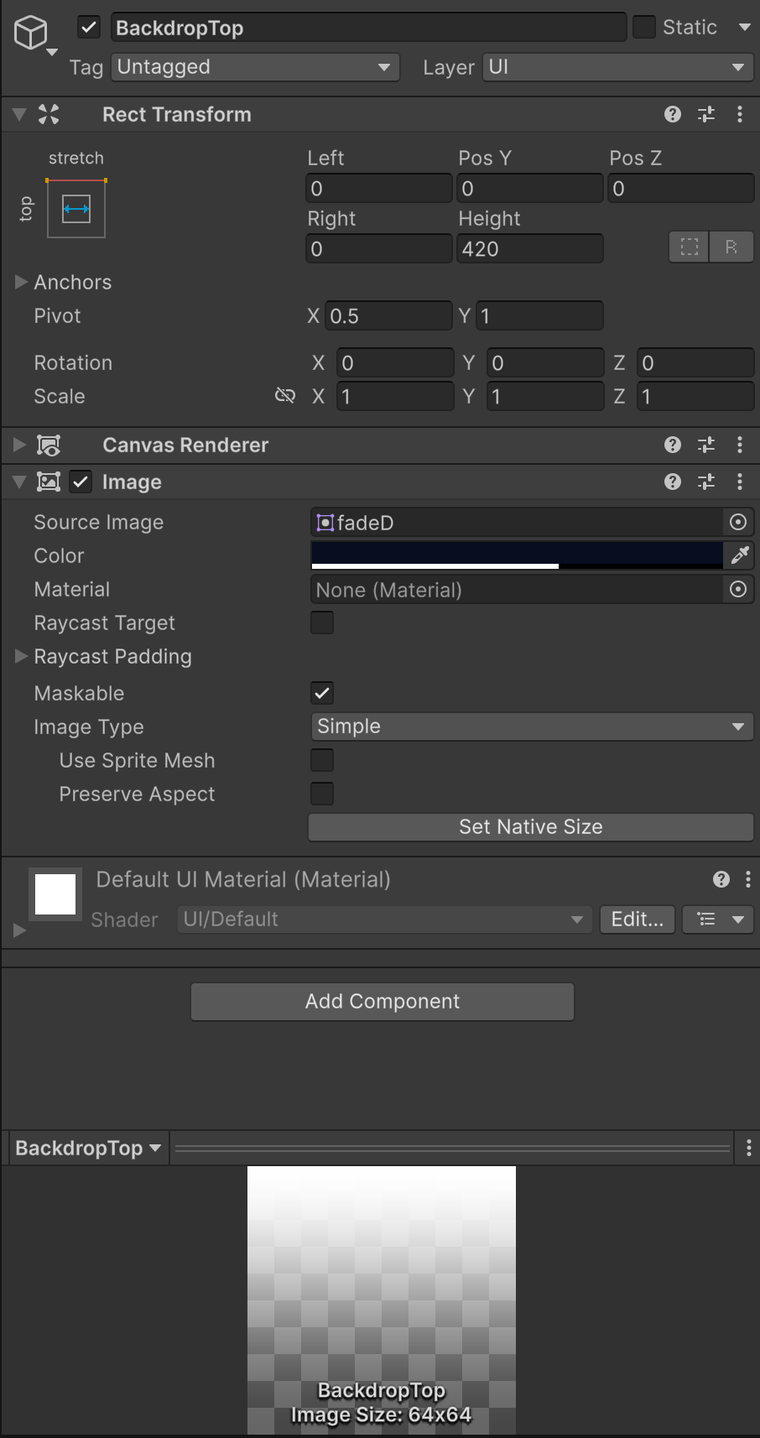 BackdropTop
Static
Tag Untagged Layer UI
Rect Transform
stretch
top
Left Pos Y Pos Z
0 0 0
Right Height
0 420
R
Anchors
Pivot X 0.5 Y 1
Rotation X 0 Y 0 Z 0
Scale X 1 Y 1 Z 1
Canvas Renderer
Image
Source Image fadeD
Color
Material None (Material)
Raycast Target
Raycast Padding
Maskable
Image Type Simple
Use Sprite Mesh
Preserve Aspect
Set Native Size
Default UI Material (Material)
Shader UI/Default Edit...
Add Component
BackdropTop
BackdropTop
Image Size: 64x64